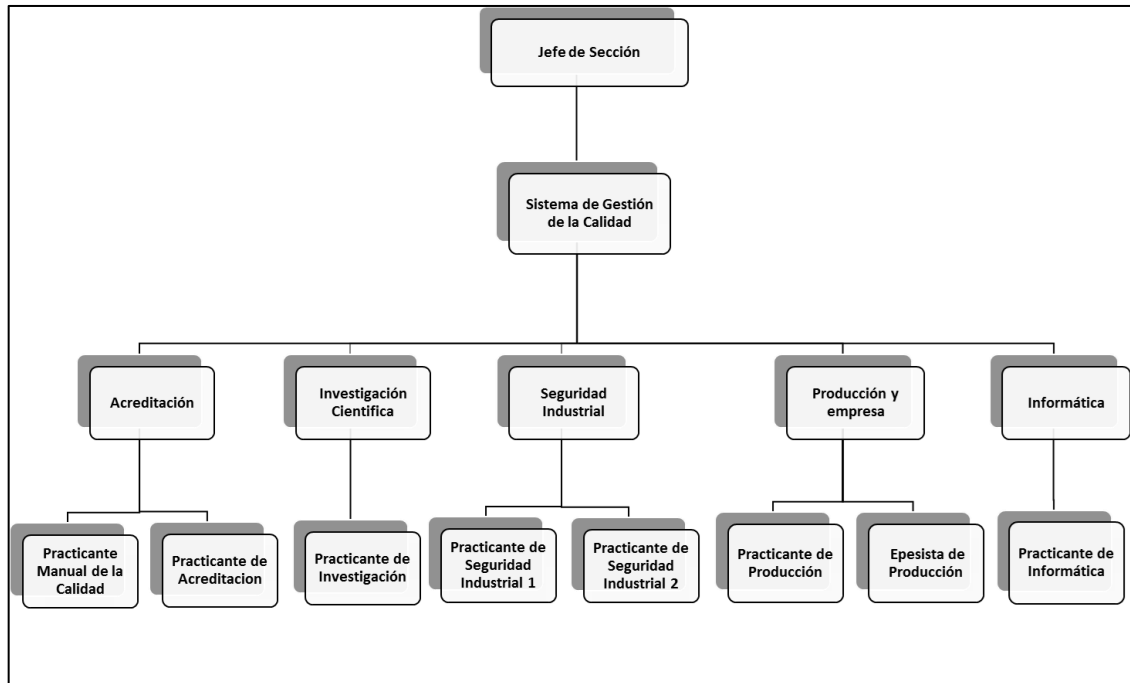 Jefe de Sección
Sistema de Gestión
de la Calidad
Acreditación
Investigación
Cientifica
Seguridad
Industrial
Producción y
empresa
Informática
Practicante
Manual de la
Calidad
Practicante de
Acreditacion
Practicante de
Investigación
Practicante de
Seguridad
Industrial 1
Practicante de
Seguridad
Industrial 2
Practicante de
Producción
Epesista de
Producción
Practicante de
Informática